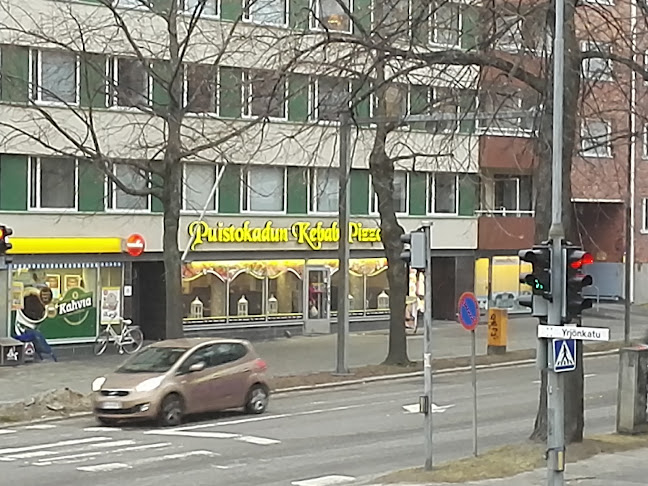 Puistokadun Kebab Pizza
Kahvia
Yrjönkatu